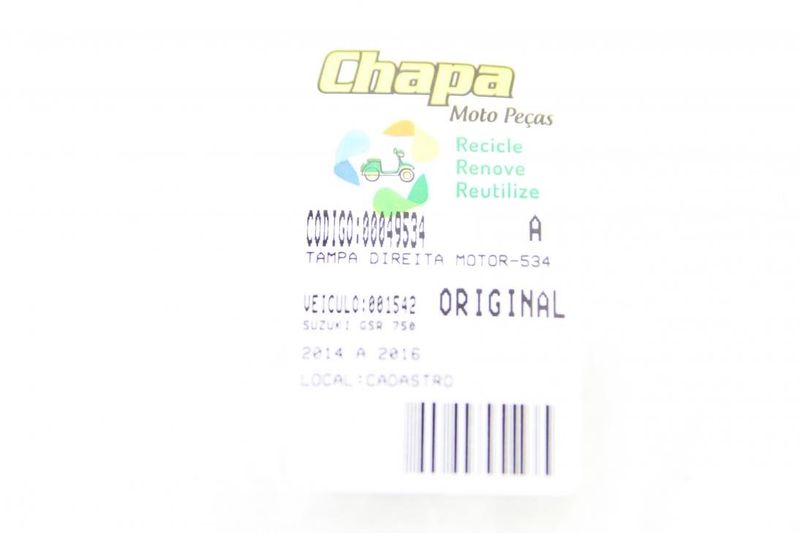 Chapa
Moto Peças
Recicle
Renove
Reutilize
CODIGO:00049534 A
TAMPA DIREITA MOTOR-534
VEICULO:001542 ORIGINAL
SUZUKI GSR 750
2014 A 2016
LOCAL:CADASTRO